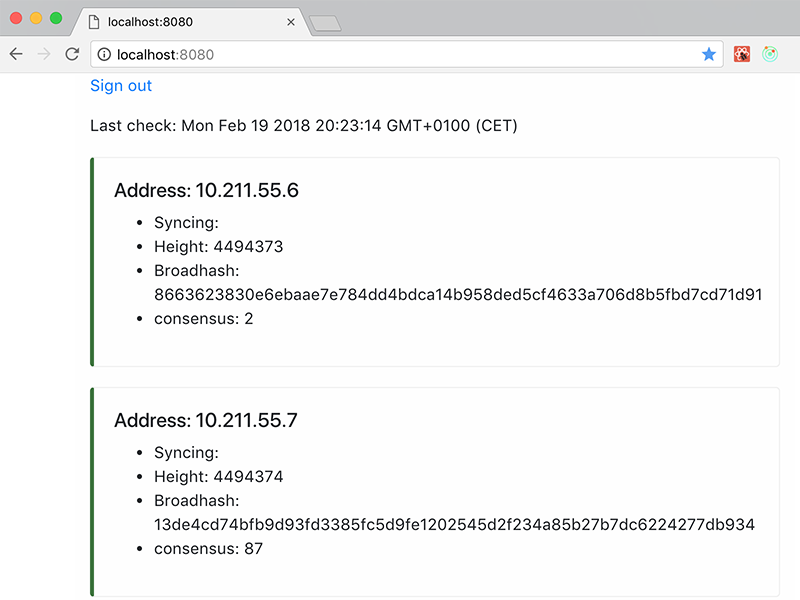 localhost:8080
localhost:8080
Sign out
Last check: Mon Feb 19 2018 20:23:14 GMT+0100 (CET)
Address: 10.211.55.6
Syncing:
Height: 4494373
Broadhash:
8663623830e6ebaae7e784dd4bdca14b958ded5cf4633a706d8b5fbd7cd71d91
consensus: 2
Address: 10.211.55.7
Syncing:
Height: 4494374
Broadhash:
13de4cd74bfb9d93fd3385fc5d9fe1202545d2f234a85b27b7dc6224277db934
consensus: 87